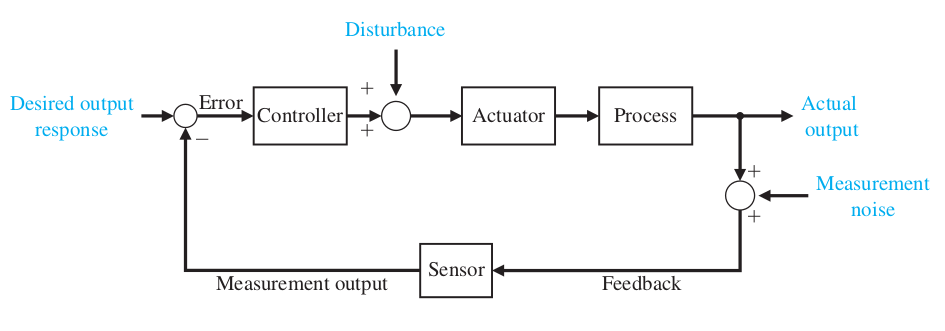 Disturbance
+
Desired output
response
Error
Controller
+
Actuator
Process
Actual
output
−
+
Measurement
noise
+
Sensor
Measurement output
Feedback